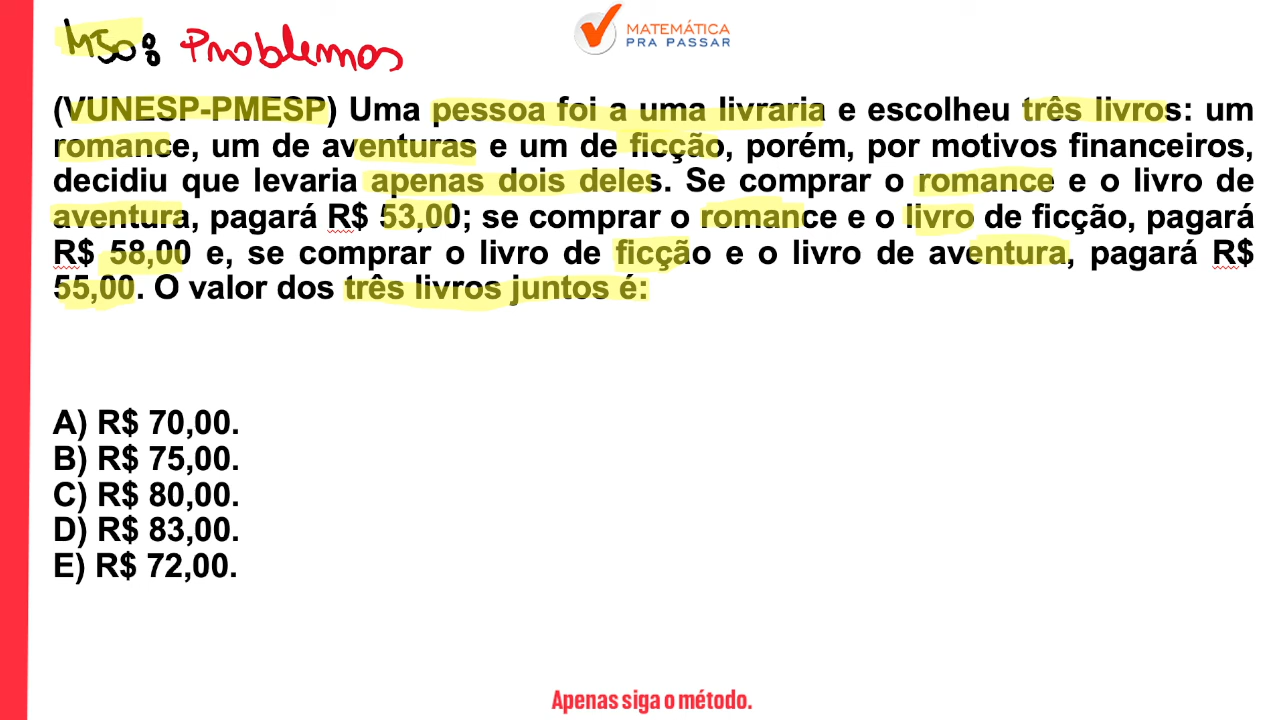 MSO: Problemas
MATEMÁTICA
PRA PASSAR
(VUNESP-PMESP) Uma pessoa foi a uma livraria e escolheu três livros: um
romance, um de aventuras e um de ficção, porém, por motivos financeiros,
decidiu que levaria apenas dois deles. Se comprar o romance e o livro de
aventura, pagará R$ 53,00; se comprar o romance e o livro de ficção, pagará
R$ 58,00 e, se comprar o livro de ficção e o livro de aventura, pagará R$
55,00. O valor dos três livros juntos é:
A) R$ 70,00.
B) R$ 75,00.
C) R$ 80,00.
D) R$ 83,00.
E) R$ 72,00.
Apenas siga o método.